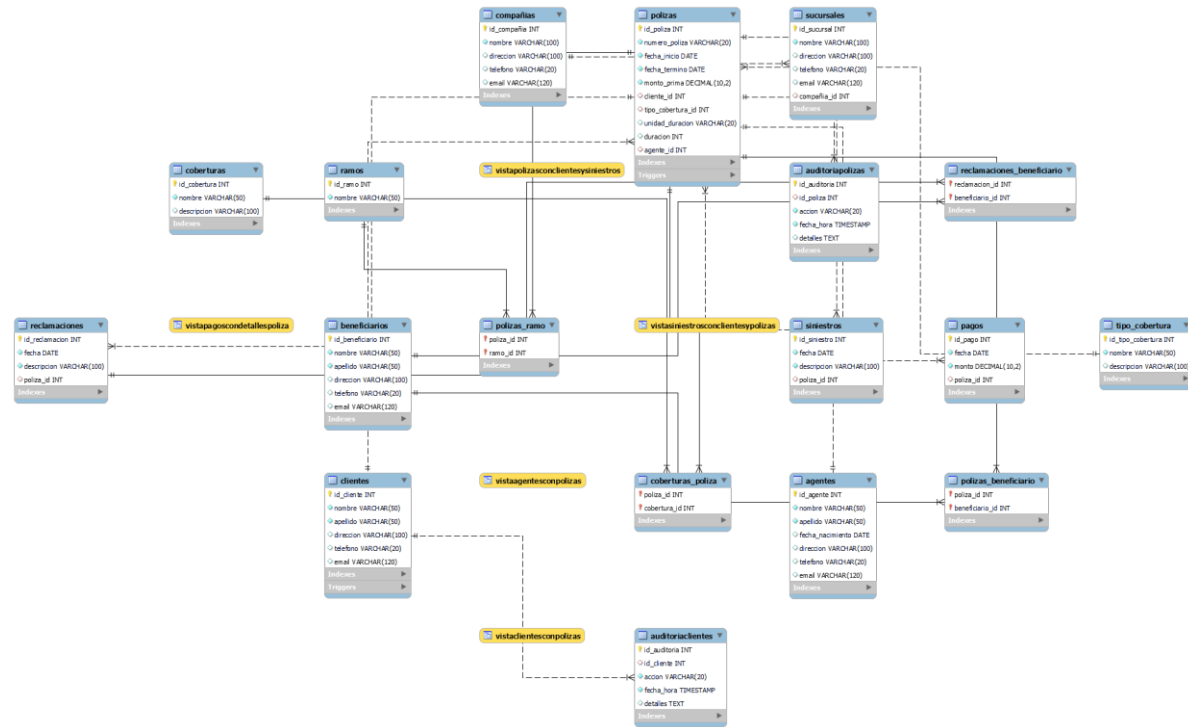 compañias
id_compañia INT
nombre VARCHAR(100)
direccion VARCHAR(100)
telefono VARCHAR(20)
email VARCHAR(120)
Indexes
polizas
id_poliza INT
numero_poliza VARCHAR(20)
fecha_inicio DATE
fecha_termino DATE
monto_prima DECIMAL(10,2)
cliente_id INT
tipo_cobertura_id INT
unidad_duracion VARCHAR(20)
duracion INT
agente_id INT
Indexes
Triggers
sucursales
id_sucursal INT
nombre VARCHAR(100)
direccion VARCHAR(100)
telefono VARCHAR(20)
email VARCHAR(120)
compañia_id INT
Indexes
coberturas
id_cobertura INT
nombre VARCHAR(50)
descripcion VARCHAR(100)
Indexes
ramos
id_ramo INT
nombre VARCHAR(50)
Indexes
vistapolizasconclientesysiniestros
auditoriapolizas
id_auditoria INT
id_poliza INT
accion VARCHAR(20)
fecha_hora TIMESTAMP
detalles TEXT
Indexes
reclamaciones_beneficiario
reclamacion_id INT
beneficiario_id INT
Indexes
reclamaciones
id_reclamacion INT
fecha DATE
descripcion VARCHAR(100)
poliza_id INT
Indexes
vistapagoscondetallespoliza
beneficiarios
id_beneficiario INT
nombre VARCHAR(50)
apellido VARCHAR(50)
direccion VARCHAR(100)
telefono VARCHAR(20)
email VARCHAR(120)
Indexes
polizas_ramo
poliza_id INT
ramo_id INT
Indexes
vistasiniestrosconclientesypolizas
siniestros
id_siniestro INT
fecha DATE
descripcion VARCHAR(100)
poliza_id INT
Indexes
pagos
id_pago INT
fecha DATE
monto DECIMAL(10,2)
poliza_id INT
Indexes
tipo_cobertura
id_tipo_cobertura INT
nombre VARCHAR(50)
descripcion VARCHAR(100)
Indexes
clientes
id_cliente INT
nombre VARCHAR(50)
apellido VARCHAR(50)
direccion VARCHAR(100)
telefono VARCHAR(20)
email VARCHAR(120)
Indexes
Triggers
vistaagentesconpolizas
coberturas_poliza
poliza_id INT
cobertura_id INT
Indexes
agentes
id_agente INT
nombre VARCHAR(50)
apellido VARCHAR(50)
fecha_nacimiento DATE
direccion VARCHAR(100)
telefono VARCHAR(20)
email VARCHAR(120)
Indexes
polizas_beneficiario
poliza_id INT
beneficiario_id INT
Indexes
vistaclientesconpolizas
auditoriaclientes
id_auditoria INT
id_cliente INT
accion VARCHAR(20)
fecha_hora TIMESTAMP
detalles TEXT
Indexes